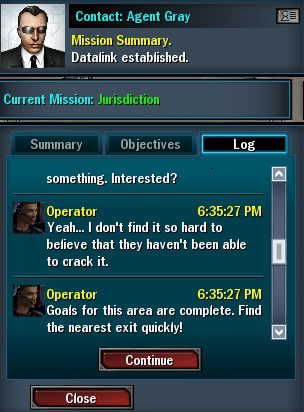 Contact: Agent Gray
Mission Summary.
Datalink established.
Current Mission: Jurisdiction
Summary Objectives Log
something. Interested?
Operator 6:35:27 PM
Yeah... I don't find it so hard to
believe that they haven't been able
to crack it.
Operator 6:35:27 PM
Goals for this area are complete. Find
the nearest exit quickly!
Continue
Close